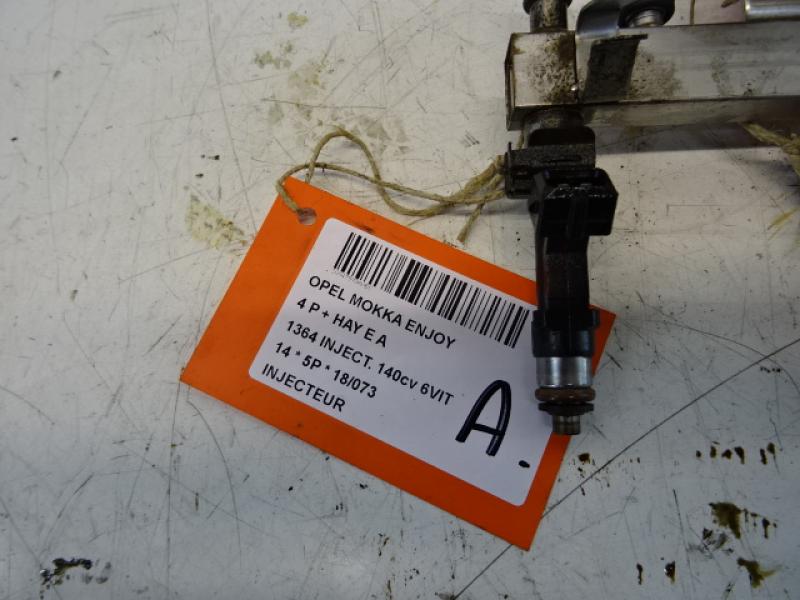 OPEL MOKKA ENJOY
4 P + HAY E A
1364 INJECT. 140cv 6VIT
14 * 5P * 18/073
INJECTEUR
A.